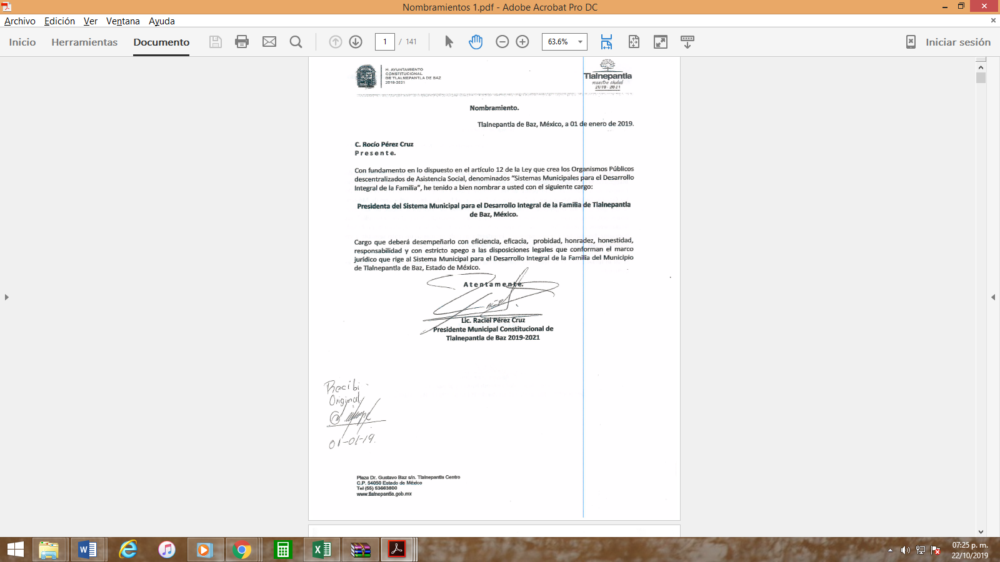 Nombramientos 1.pdf - Adobe Acrobat Pro DC
Archivo Edición Ver Ventana Ayuda
Inicio Herramientas Documento 1 / 141 63.6% Iniciar sesión
H. AYUNTAMIENTO
CONSTITUCIONAL
DE TLALNEPANTLA DE BAZ
2019-2021
Tlalnepantla
nuestra ciudad
2019-2021
Nombramiento.
Tlalnepantla de Baz, México, a 01 de enero de 2019.
C. Rocío Pérez Cruz
Presente.
Con fundamento en lo dispuesto en el artículo 12 de la Ley que crea los Organismos Públicos
descentralizados de Asistencia Social, denominados “Sistemas Municipales para el Desarrollo
Integral de la Familia”, he tenido a bien nombrar a usted con el siguiente cargo:
Presidenta del Sistema Municipal para el Desarrollo Integral de la Familia de Tlalnepantla
de Baz, México.
Cargo que deberá desempeñarlo con eficiencia, eficacia, probidad, honradez, honestidad,
responsabilidad y con estricto apego a las disposiciones legales que conforman el marco
jurídico que rige al Sistema Municipal para el Desarrollo Integral de la Familia del Municipio
de Tlalnepantla de Baz, Estado de México.
Atentamente.
Lic. Raciel Pérez Cruz
Presidente Municipal Constitucional de
Tlalnepantla de Baz 2019-2021
Recibi
Original
01-01-19.
Plaza Dr. Gustavo Baz s/n. Tlalnepantla Centro
C.P. 54050 Estado de México
Tel (55) 53663800
www.tlalnepantla.gob.mx
07:25 p. m.
22/10/2019